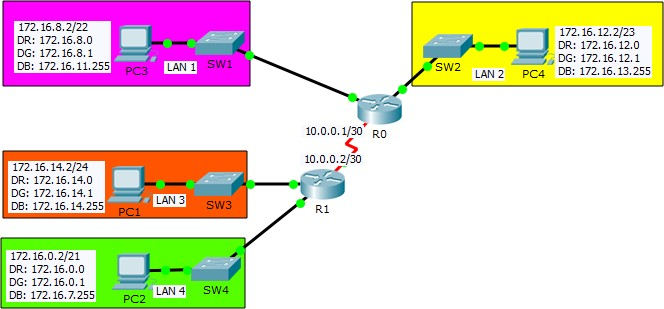 172.16.8.2/22
DR: 172.16.8.0
DG: 172.16.8.1
DB: 172.16.11.255
PC3
LAN 1
SW1
172.16.12.2/23
DR: 172.16.12.0
DG: 172.16.12.1
DB: 172.16.13.255
SW2
LAN 2
PC4
10.0.0.1/30
R0
10.0.0.2/30
R1
172.16.14.2/24
DR: 172.16.14.0
DG: 172.16.14.1
DB: 172.16.14.255
PC1
LAN 3
SW3
172.16.0.2/21
DR: 172.16.0.0
DG: 172.16.0.1
DB: 172.16.7.255
PC2
LAN 4
SW4